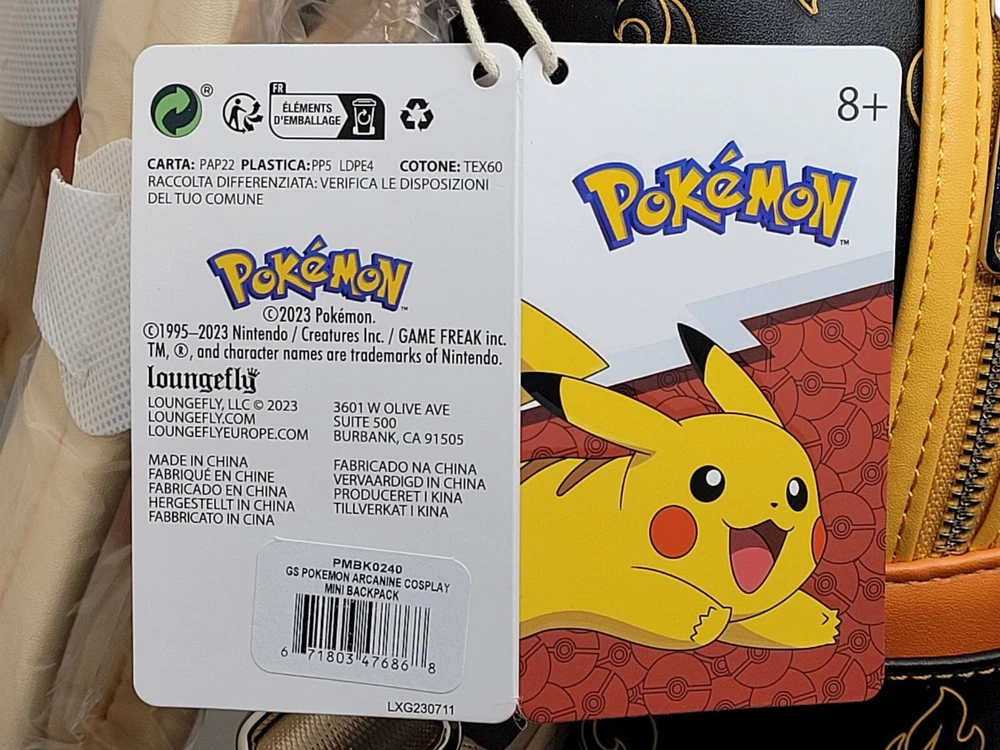 ®
FR
ÉLÉMENTS
D'EMBALLAGE
CARTA: PAP22 PLASTICA: PP5 LDPE4 COTONE: TEX60
RACCOLTA DIFFERENZIATA: VERIFICA LE DISPOSIZIONI
DEL TUO COMUNE
POKéMON™
©2023 Pokémon.
©1995–2023 Nintendo / Creatures Inc. / GAME FREAK inc.
TM, ®, and character names are trademarks of Nintendo.
loungefly
LOUNGEFLY, LLC © 2023
LOUNGEFLY.COM
LOUNGEFLYEUROPE.COM
3601 W OLIVE AVE
SUITE 500
BURBANK, CA 91505
MADE IN CHINA
FABRIQUÉ EN CHINE
FABRICADO EN CHINA
HERGESTELLT IN CHINA
FABBRICATO IN CINA
FABRICADO NA CHINA
VERVAARDIGD IN CHINA
PRODUCERET I KINA
TILLVERKAT I KINA
PMBK0240
GS POKEMON ARCANINE COSPLAY
MINI BACKPACK
6 71803 47686 8
LXG230711
8+
POKéMON™